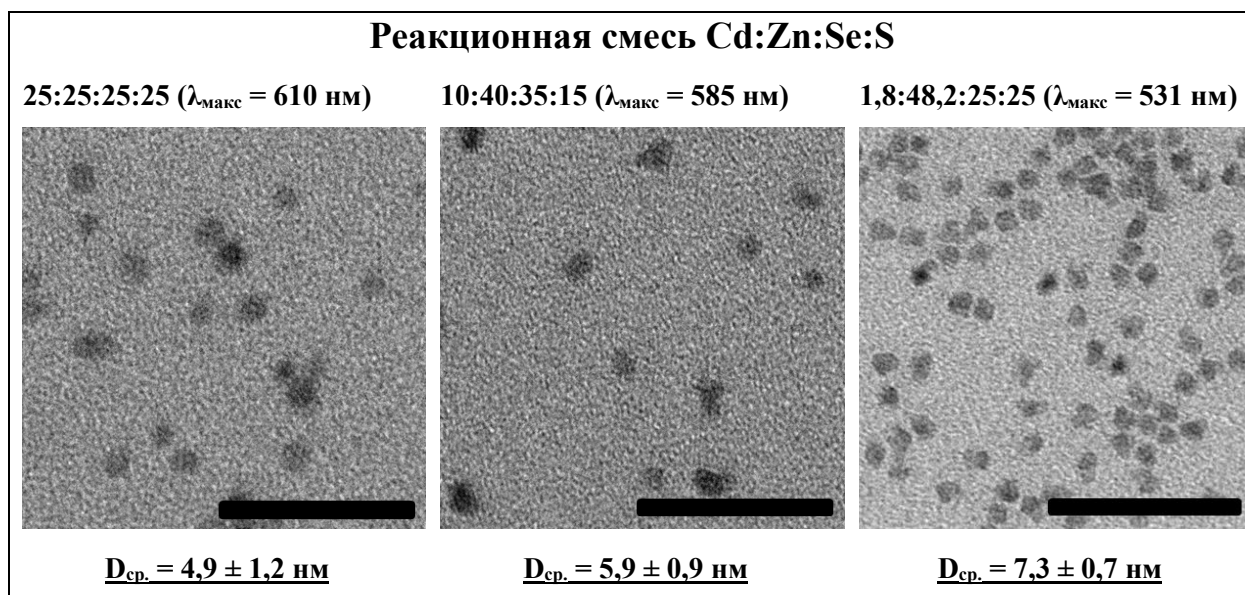 Реакционная смесь Cd:Zn:Se:S
25:25:25:25 (λмакс = 610 нм)
10:40:35:15 (λмакс = 585 нм)
1,8:48,2:25:25 (λмакс = 531 нм)
Dср. = 4,9 ± 1,2 нм
Dср. = 5,9 ± 0,9 нм
Dср. = 7,3 ± 0,7 нм